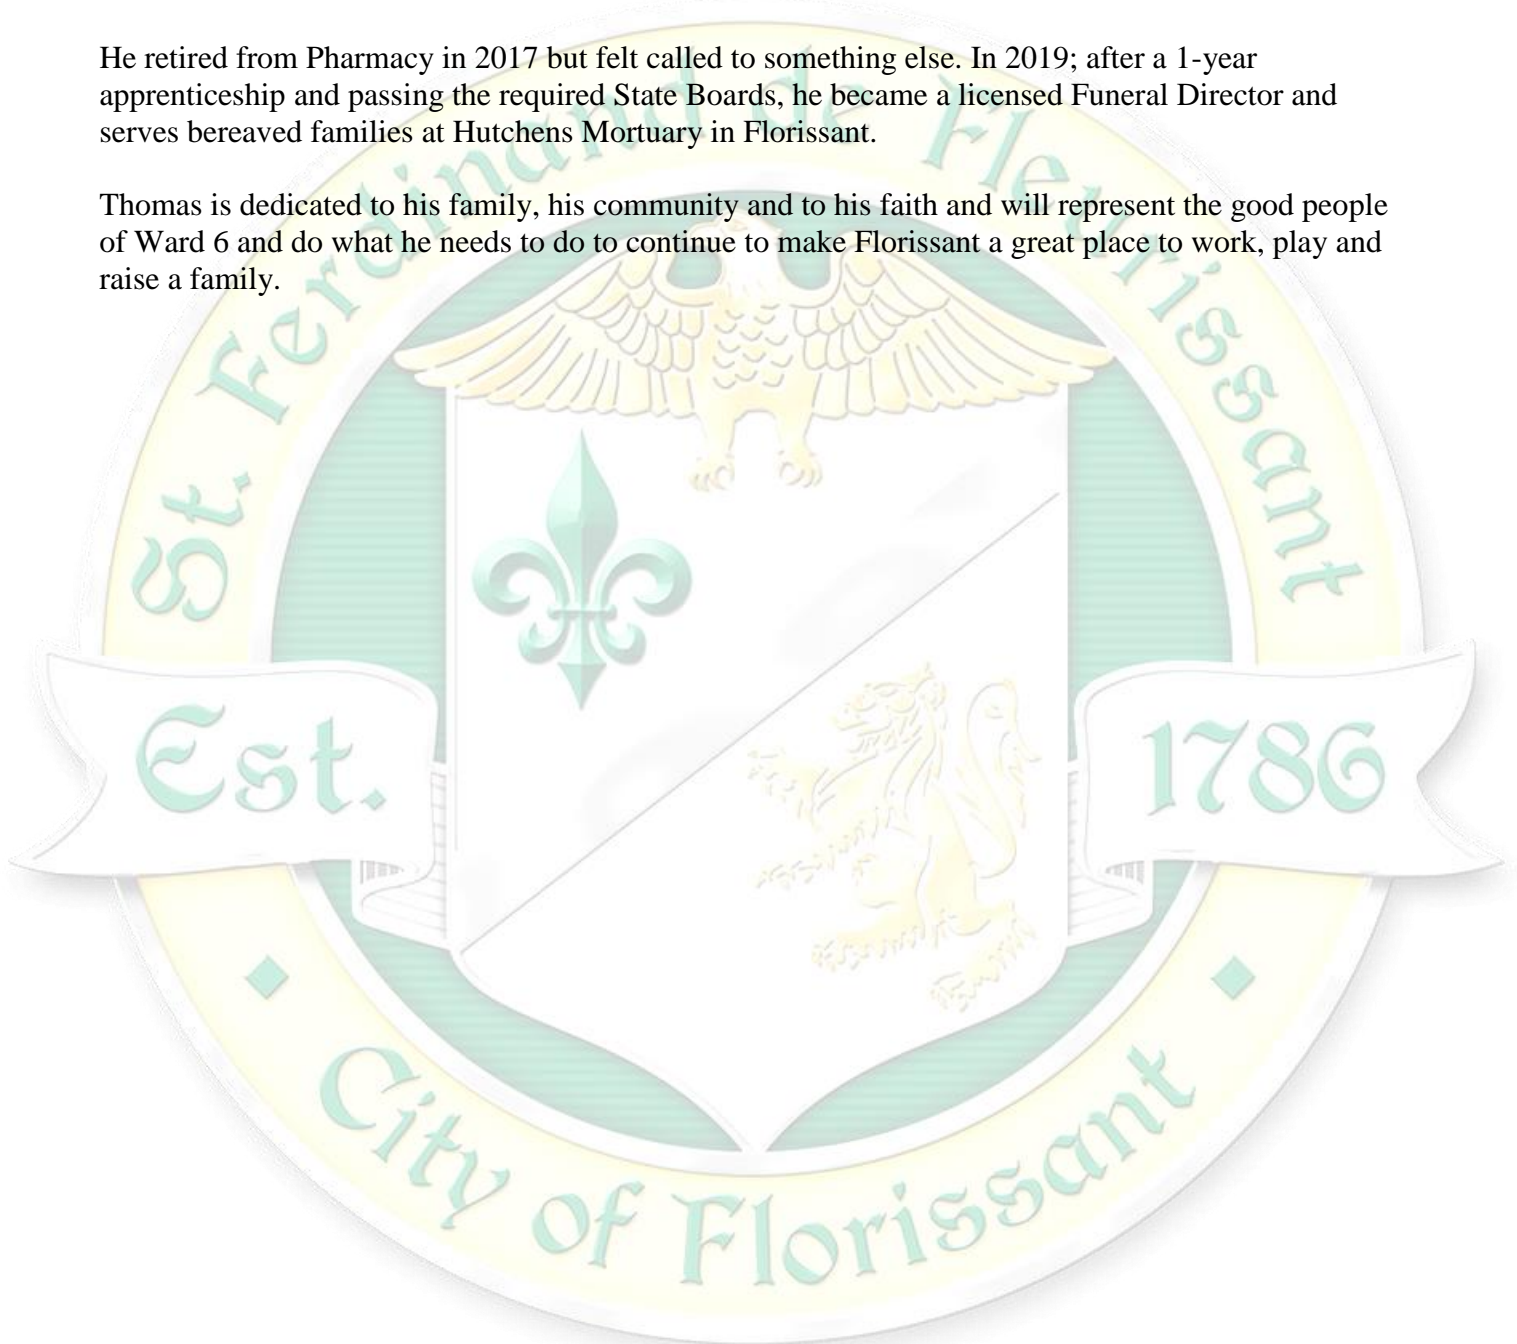 He retired from Pharmacy in 2017 but felt called to something else. In 2019; after a 1-year
apprenticeship and passing the required State Boards, he became a licensed Funeral Director and
serves bereaved families at Hutchens Mortuary in Florissant.
Thomas is dedicated to his family, his community and to his faith and will represent the good people
of Ward 6 and do what he needs to do to continue to make Florissant a great place to work, play and
raise a family.
St. Ferdinand de Fleurissant
Est.
1786
City of Florissant